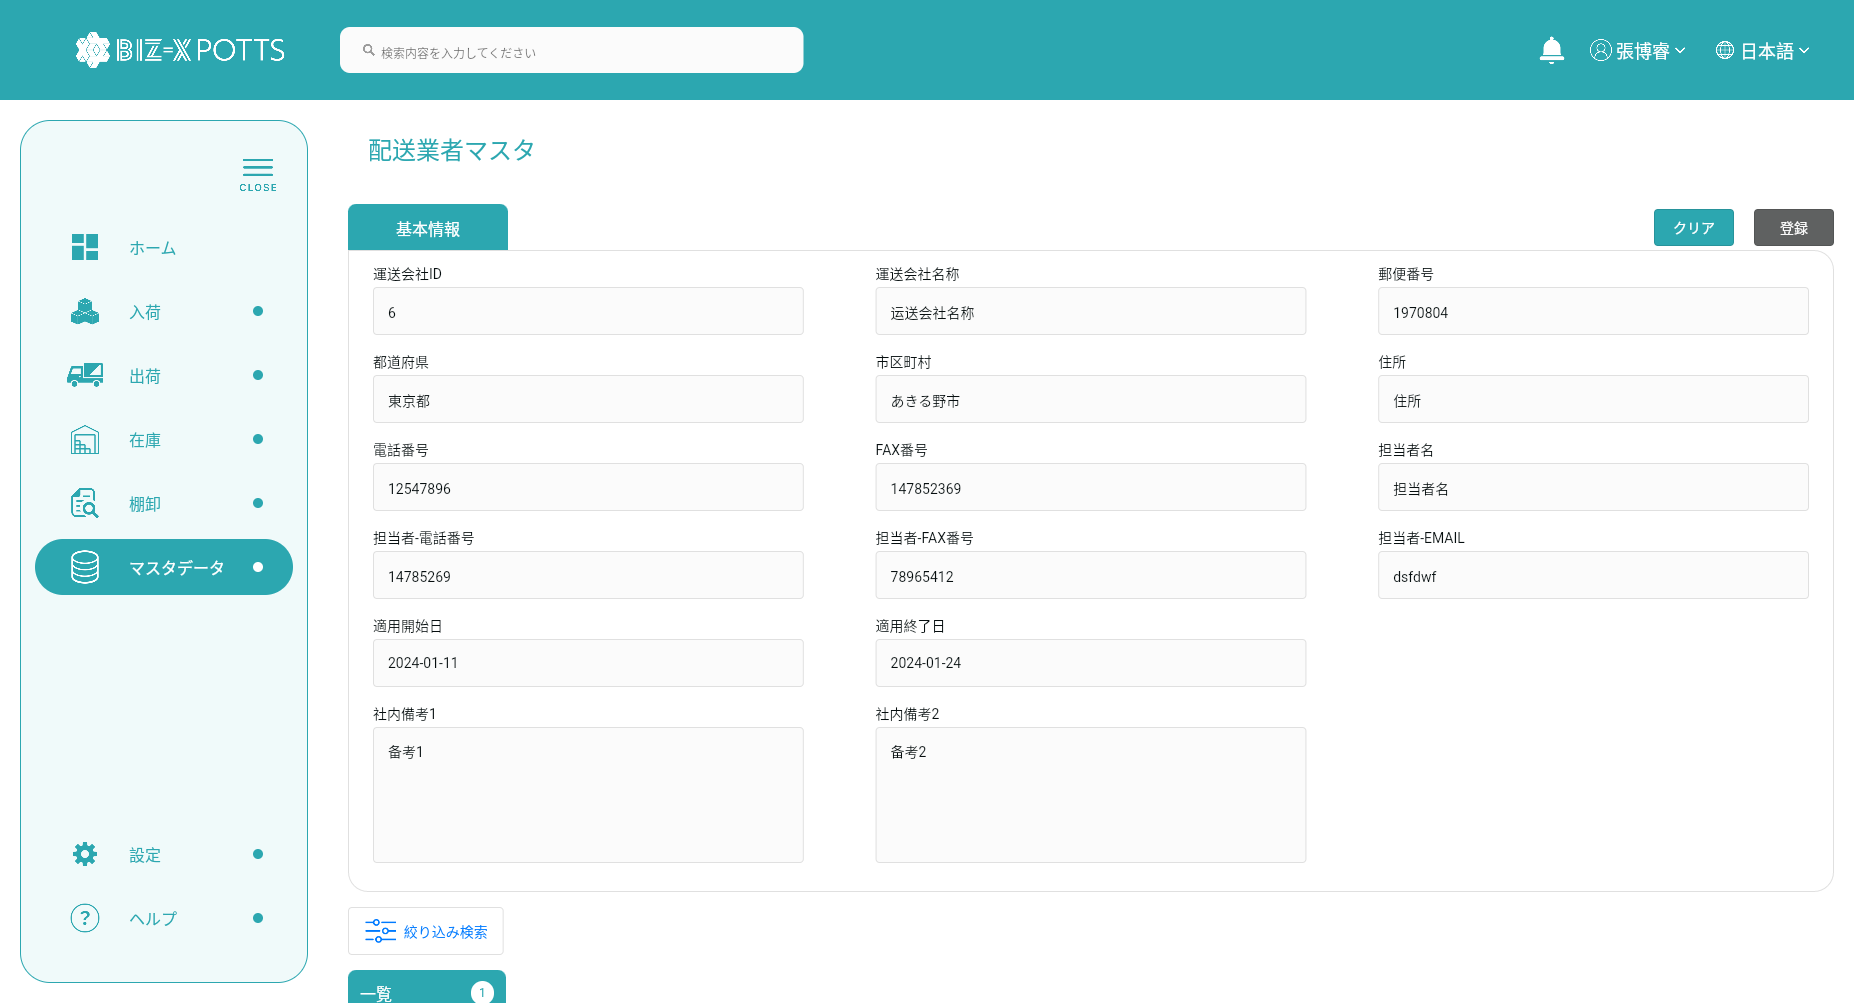 BIZ=X POTTS
検索内容を入力してください
張博睿
日本語
CLOSE
ホーム
入荷
出荷
在庫
棚卸
マスタデータ
設定
ヘルプ
配送業者マスタ
基本情報
クリア
登録
運送会社ID
運送会社名称
郵便番号
6
运送会社名称
1970804
都道府県
市区町村
住所
東京都
あきる野市
住所
電話番号
FAX番号
担当者名
12547896
147852369
担当者名
担当者-電話番号
担当者-FAX番号
担当者-EMAIL
14785269
78965412
dsfdwf
適用開始日
適用終了日
2024-01-11
2024-01-24
社内備考1
社内備考2
备考1
备考2
絞り込み検索
一覧
1